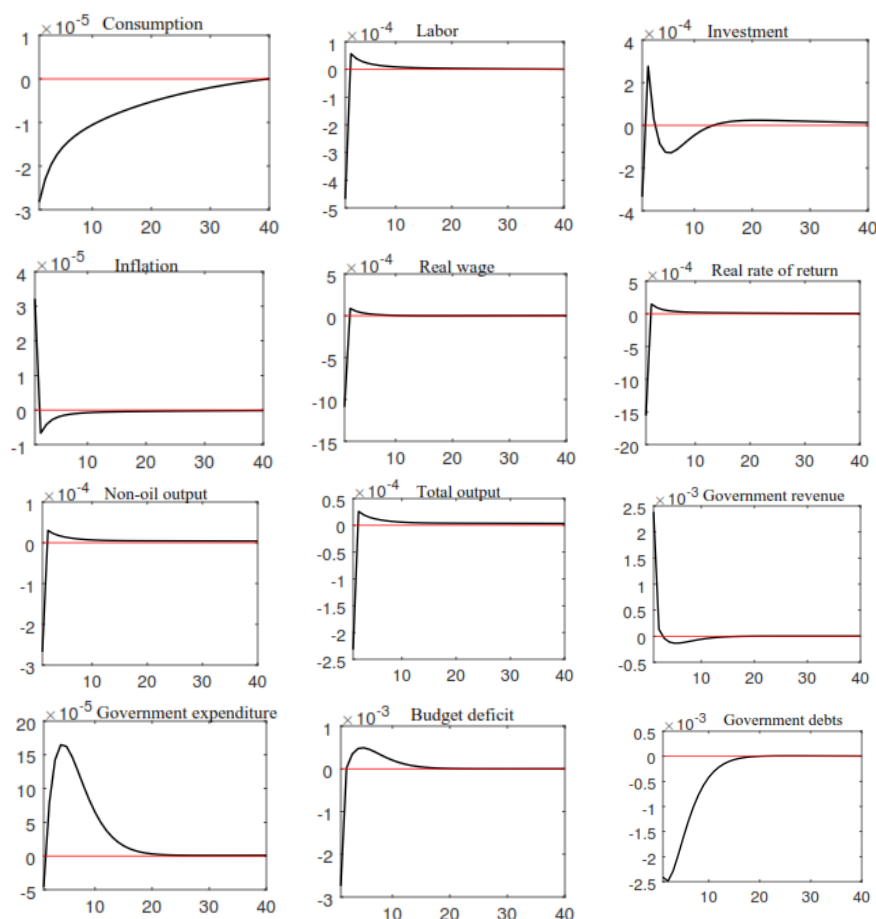 × 10⁻⁵ Consumption
1
0
-1
-2
-3
10 20 30 40
× 10⁻⁴ Labor
1
0
-1
-2
-3
-4
-5
10 20 30 40
× 10⁻⁴ Investment
4
2
0
-2
-4
10 20 30 40
× 10⁻⁵ Inflation
4
3
2
1
0
-1
10 20 30 40
× 10⁻⁴ Real wage
5
0
-5
-10
-15
10 20 30 40
× 10⁻⁴ Real rate of return
5
0
-5
-10
-15
-20
10 20 30 40
× 10⁻⁴ Non-oil output
1
0
-1
-2
-3
10 20 30 40
× 10⁻⁴ Total output
0.5
0
-0.5
-1
-1.5
-2
-2.5
10 20 30 40
× 10⁻³ Government revenue
2.5
2
1.5
1
0.5
0
-0.5
10 20 30 40
× 10⁻⁵ Government expenditure
20
15
10
5
0
-5
10 20 30 40
× 10⁻³ Budget deficit
1
0
-1
-2
-3
10 20 30 40
× 10⁻³ Government debts
0.5
0
-0.5
-1
-1.5
-2
-2.5
10 20 30 40